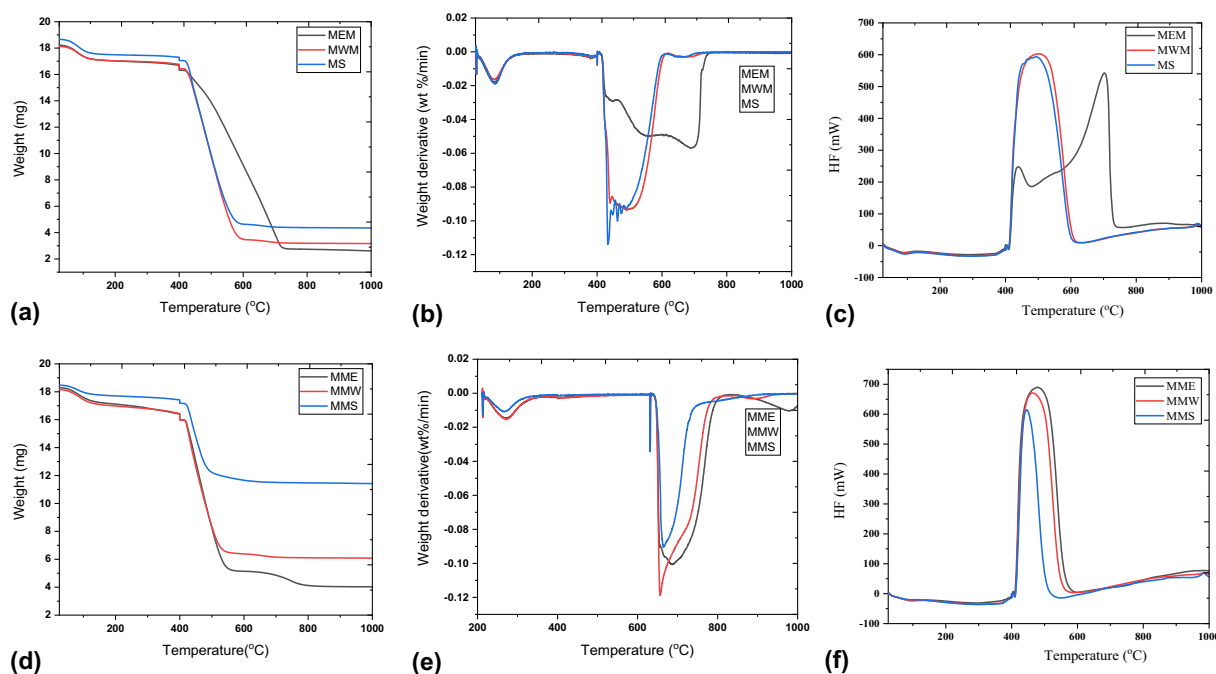 20
18
16
14
12
10
8
6
4
2
Weight (mg)
200
400
600
800
1000
Temperature (°C)
MEM
MWM
MS
(a)
0.02
0.00
-0.02
-0.04
-0.06
-0.08
-0.10
-0.12
Weight derivative (wt %/min)
200
400
600
800
1000
Temperature (°C)
MEM
MWM
MS
(b)
700
600
500
400
300
200
100
0
-100
HF (mW)
200
400
600
800
1000
Temperature (°C)
MEM
MWM
MS
(c)
20
18
16
14
12
10
8
6
4
2
Weight (mg)
200
400
600
800
1000
Temperature(°C)
MME
MMW
MMS
(d)
0.02
0.00
-0.02
-0.04
-0.06
-0.08
-0.10
-0.12
Weight derivative(wt%/min)
200
400
600
800
1000
Temperature (°C)
MME
MMW
MMS
(e)
700
600
500
400
300
200
100
0
-100
HF (mW)
200
400
600
800
1000
Temperature (°C)
MME
MMW
MMS
(f)